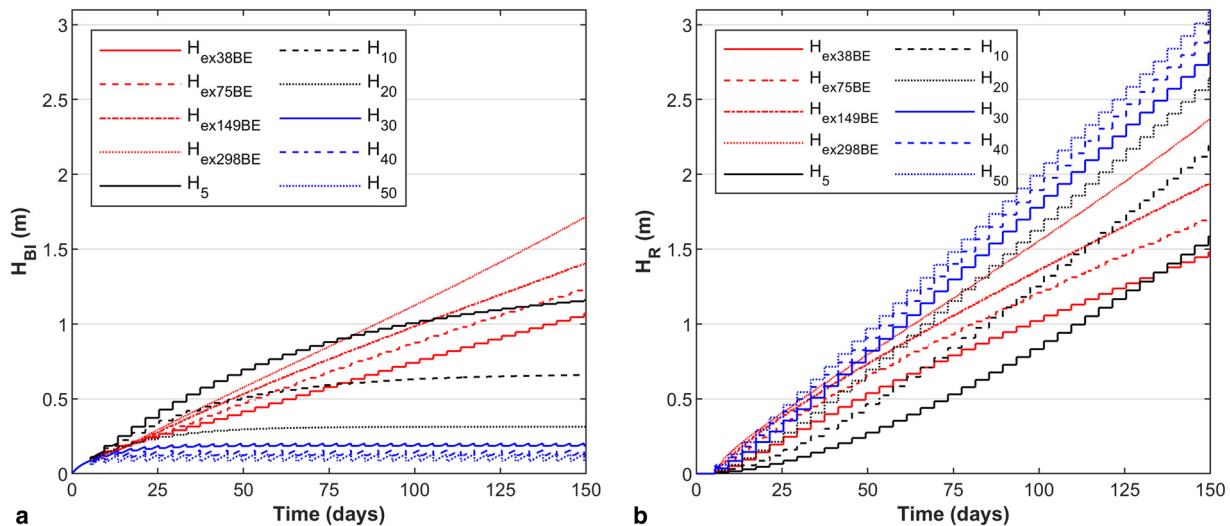 3
2.5
2
1.5
1
0.5
0
H_BI (m)
H_ex38BE
H_ex75BE
H_ex149BE
H_ex298BE
H_5
H_10
H_20
H_30
H_40
H_50
0 25 50 75 100 125 150
Time (days)
a
3
2.5
2
1.5
1
0.5
0
H_R (m)
H_ex38BE
H_ex75BE
H_ex149BE
H_ex298BE
H_5
H_10
H_20
H_30
H_40
H_50
0 25 50 75 100 125 150
Time (days)
b